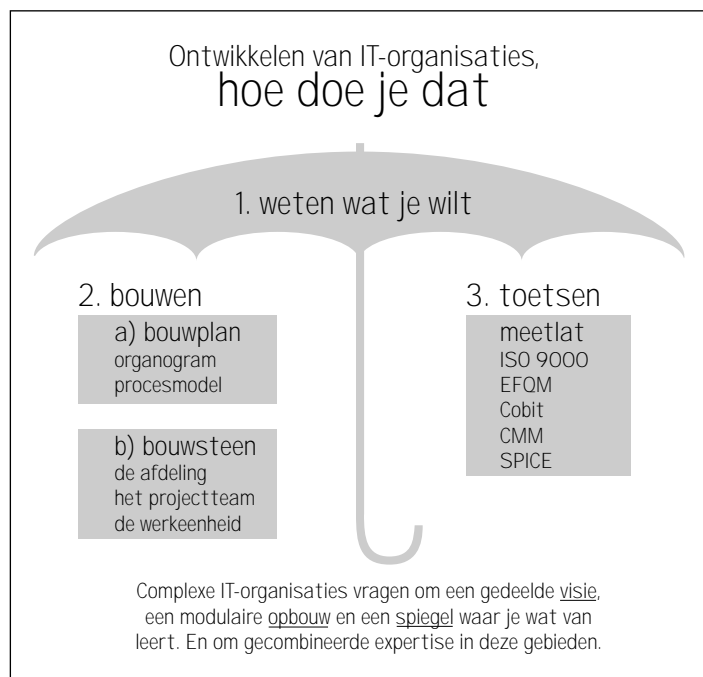 Ontwikkelen van IT-organisaties,
hoe doe je dat
1. weten wat je wilt
2. bouwen
a) bouwplan
organogram
procesmodel
b) bouwsteen
de afdeling
het projectteam
de werkeenheid
3. toetsen
meetlat
ISO 9000
EFQM
Cobit
CMM
SPICE
Complexe IT-organisaties vragen om een gedeelde visie,
een modulaire opbouw en een spiegel waar je wat van
leert. En om gecombineerde expertise in deze gebieden.